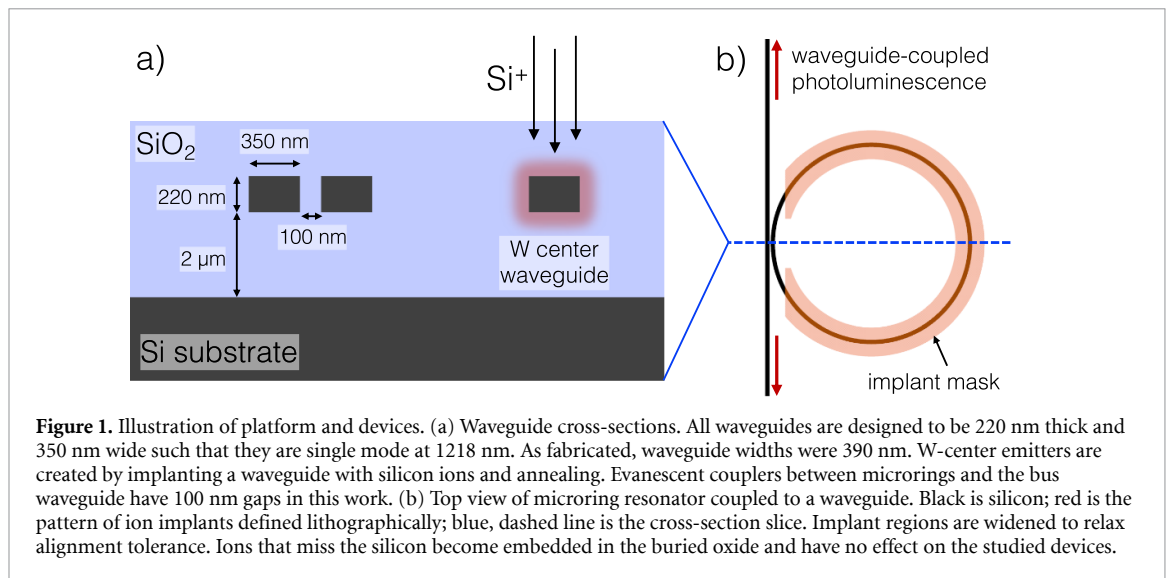 a)
Si+
b)
waveguide-coupled
photoluminescence
SiO2
350 nm
220 nm
100 nm
2 µm
W center
waveguide
Si substrate
implant mask
Figure 1. Illustration of platform and devices. (a) Waveguide cross-sections. All waveguides are designed to be 220 nm thick and
350 nm wide such that they are single mode at 1218 nm. As fabricated, waveguide widths were 390 nm. W-center emitters are
created by implanting a waveguide with silicon ions and annealing. Evanescent couplers between microrings and the bus
waveguide have 100 nm gaps in this work. (b) Top view of microring resonator coupled to a waveguide. Black is silicon; red is the
pattern of ion implants defined lithographically; blue, dashed line is the cross-section slice. Implant regions are widened to relax
alignment tolerance. Ions that miss the silicon become embedded in the buried oxide and have no effect on the studied devices.